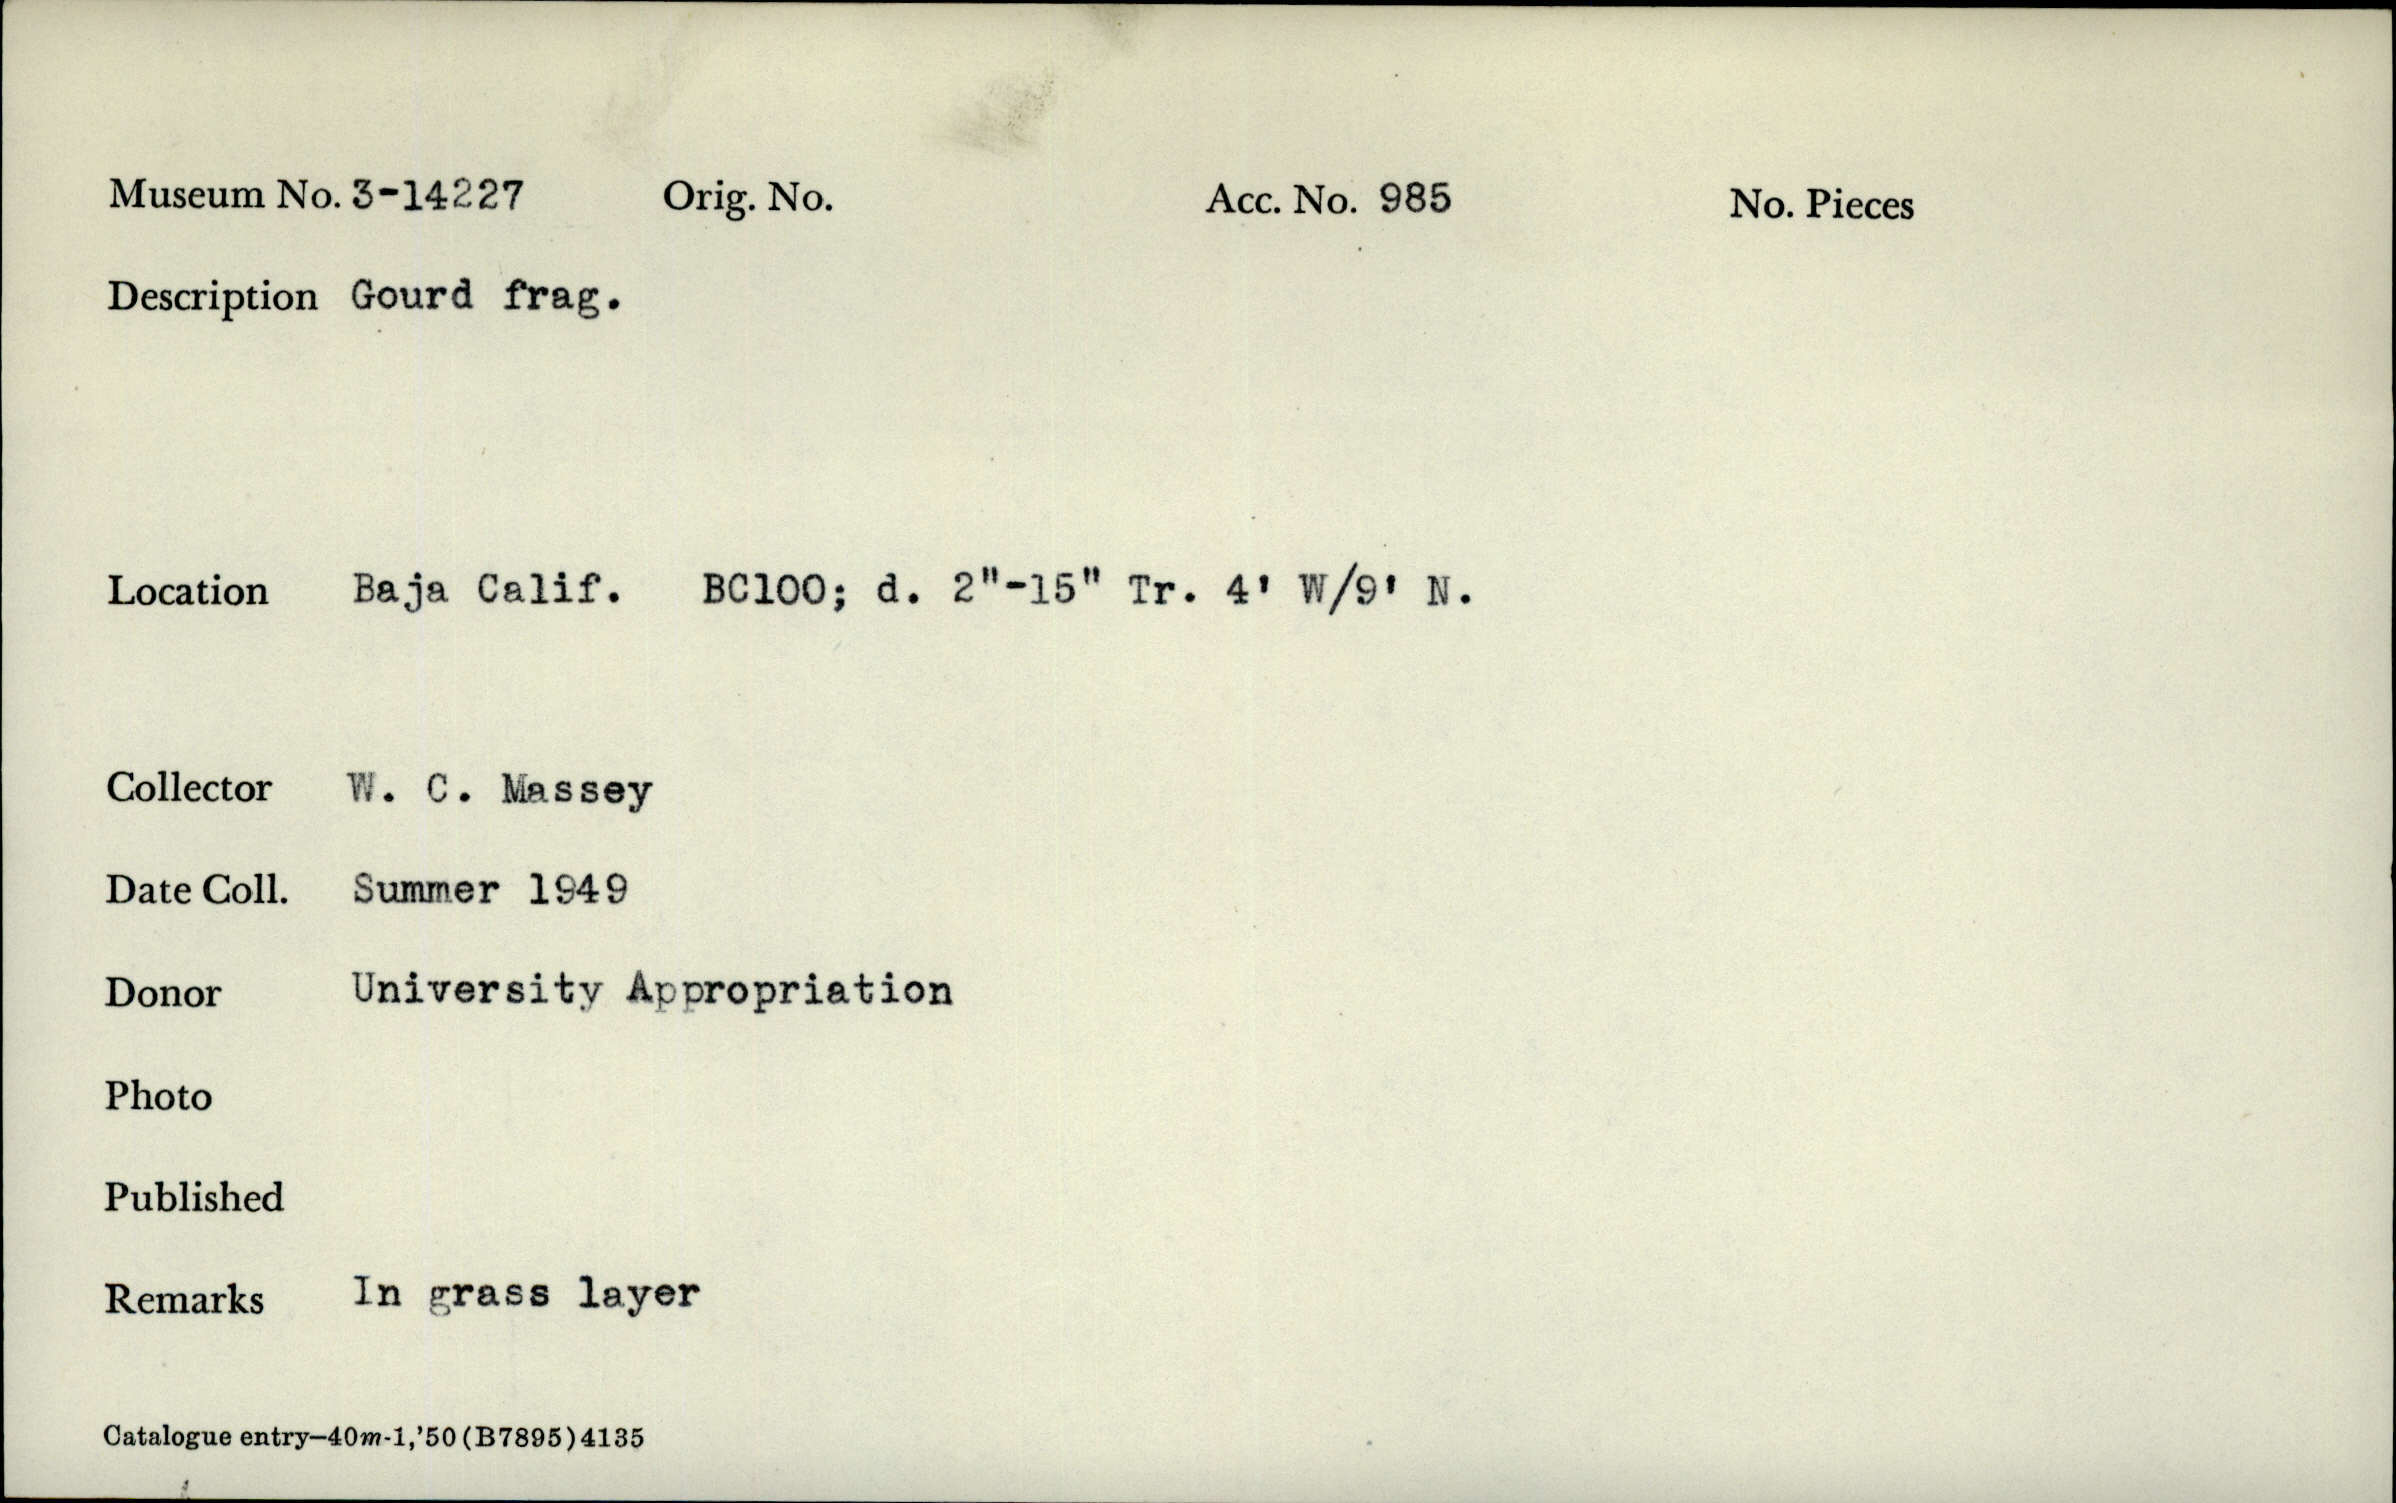 Museum No. 3-14227 Orig. No. Acc. No. 985 No. Pieces
Description Gourd frag.
Location Baja Calif. BC100; d. 2"-15" Tr. 4' W/9' N.
Collector W. C. Massey
Date Coll. Summer 1949
Donor University Appropriation
Photo
Published
Remarks In grass layer
Catalogue entry—40m-1,'50(B7895)4135